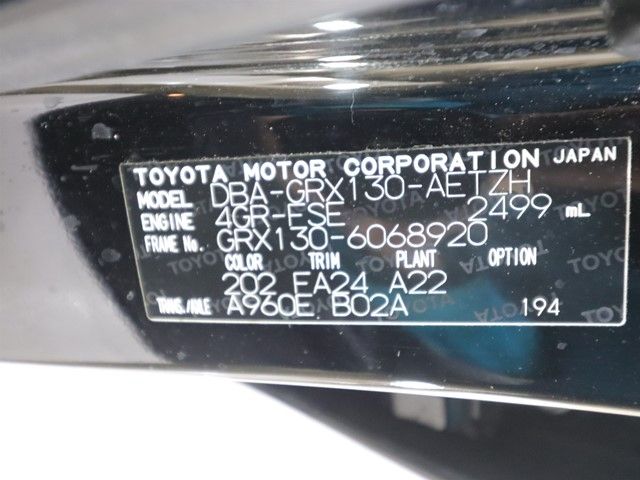 TOYOTA MOTOR CORPORATION JAPAN
MODEL DBA-GRX130-AETZH
ENGINE 4GR-FSE 2499 mL
FRAME No. GRX130-6068920
COLOR TRIM PLANT OPTION
202 FA24 A22
TRANS./AXLE A960E B02A 194